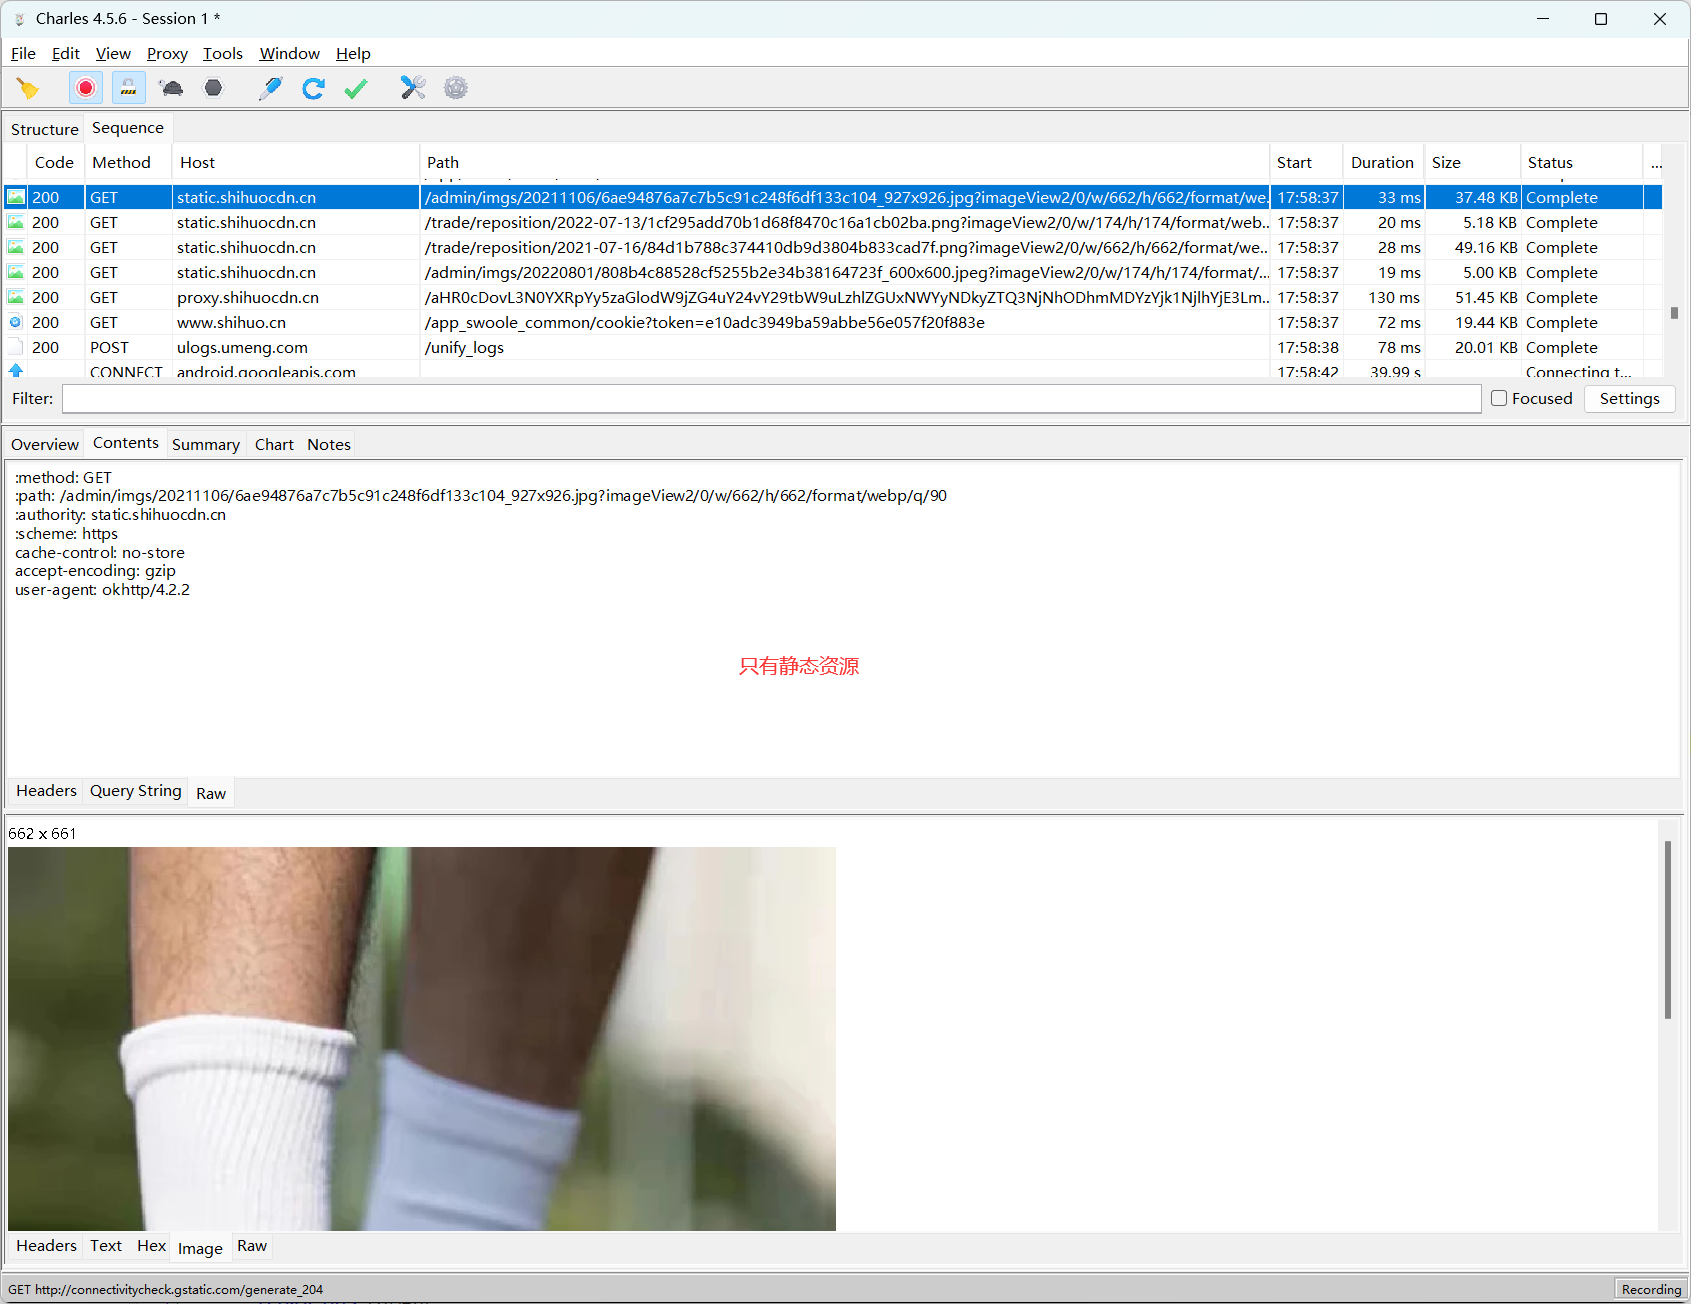 Charles 4.5.6 - Session 1 *
File Edit View Proxy Tools Window Help
Structure Sequence
Code Method Host Path Start Duration Size Status ...
200 GET static.shihuocdn.cn /admin/imgs/20211106/6ae94876a7c7b5c91c248f6df133c104_927x926.jpg?imageView2/0/w/662/h/662/format/we... 17:58:37 33 ms 37.48 KB Complete
200 GET static.shihuocdn.cn /trade/reposition/2022-07-13/1cf295add70b1d68f8470c16a1cb02ba.png?imageView2/0/w/174/h/174/format/web... 17:58:37 20 ms 5.18 KB Complete
200 GET static.shihuocdn.cn /trade/reposition/2021-07-16/84d1b788c374410db9d3804b833cad7f.png?imageView2/0/w/662/h/662/format/we... 17:58:37 28 ms 49.16 KB Complete
200 GET static.shihuocdn.cn /admin/imgs/20220801/808b4c88528cf5255b2e34b38164723f_600x600.jpeg?imageView2/0/w/174/h/174/format/... 17:58:37 19 ms 5.00 KB Complete
200 GET proxy.shihuocdn.cn /aHR0cDovL3N0YXRpYy5zaGlodW9jZG4uY24vY29tbW9uLzhlZGUxNWYyNDkyZTQ3NjNhODhmMDYzYjk1NjlhYjE3Lm... 17:58:37 130 ms 51.45 KB Complete
200 GET www.shihuo.cn /app_swoole_common/cookie?token=e10adc3949ba59abbe56e057f20f883e 17:58:37 72 ms 19.44 KB Complete
200 POST ulogs.umeng.com /unify_logs 17:58:38 78 ms 20.01 KB Complete
CONNECT android.googleapis.com 17:58:42 39.99 s Connecting t...
Filter: Focused Settings
Overview Contents Summary Chart Notes
:method: GET
:path: /admin/imgs/20211106/6ae94876a7c7b5c91c248f6df133c104_927x926.jpg?imageView2/0/w/662/h/662/format/webp/q/90
:authority: static.shihuocdn.cn
:scheme: https
cache-control: no-store
accept-encoding: gzip
user-agent: okhttp/4.2.2
只有静态资源
Headers Query String Raw
662 x 661
Headers Text Hex Image Raw
GET http://connectivitycheck.gstatic.com/generate_204 Recording